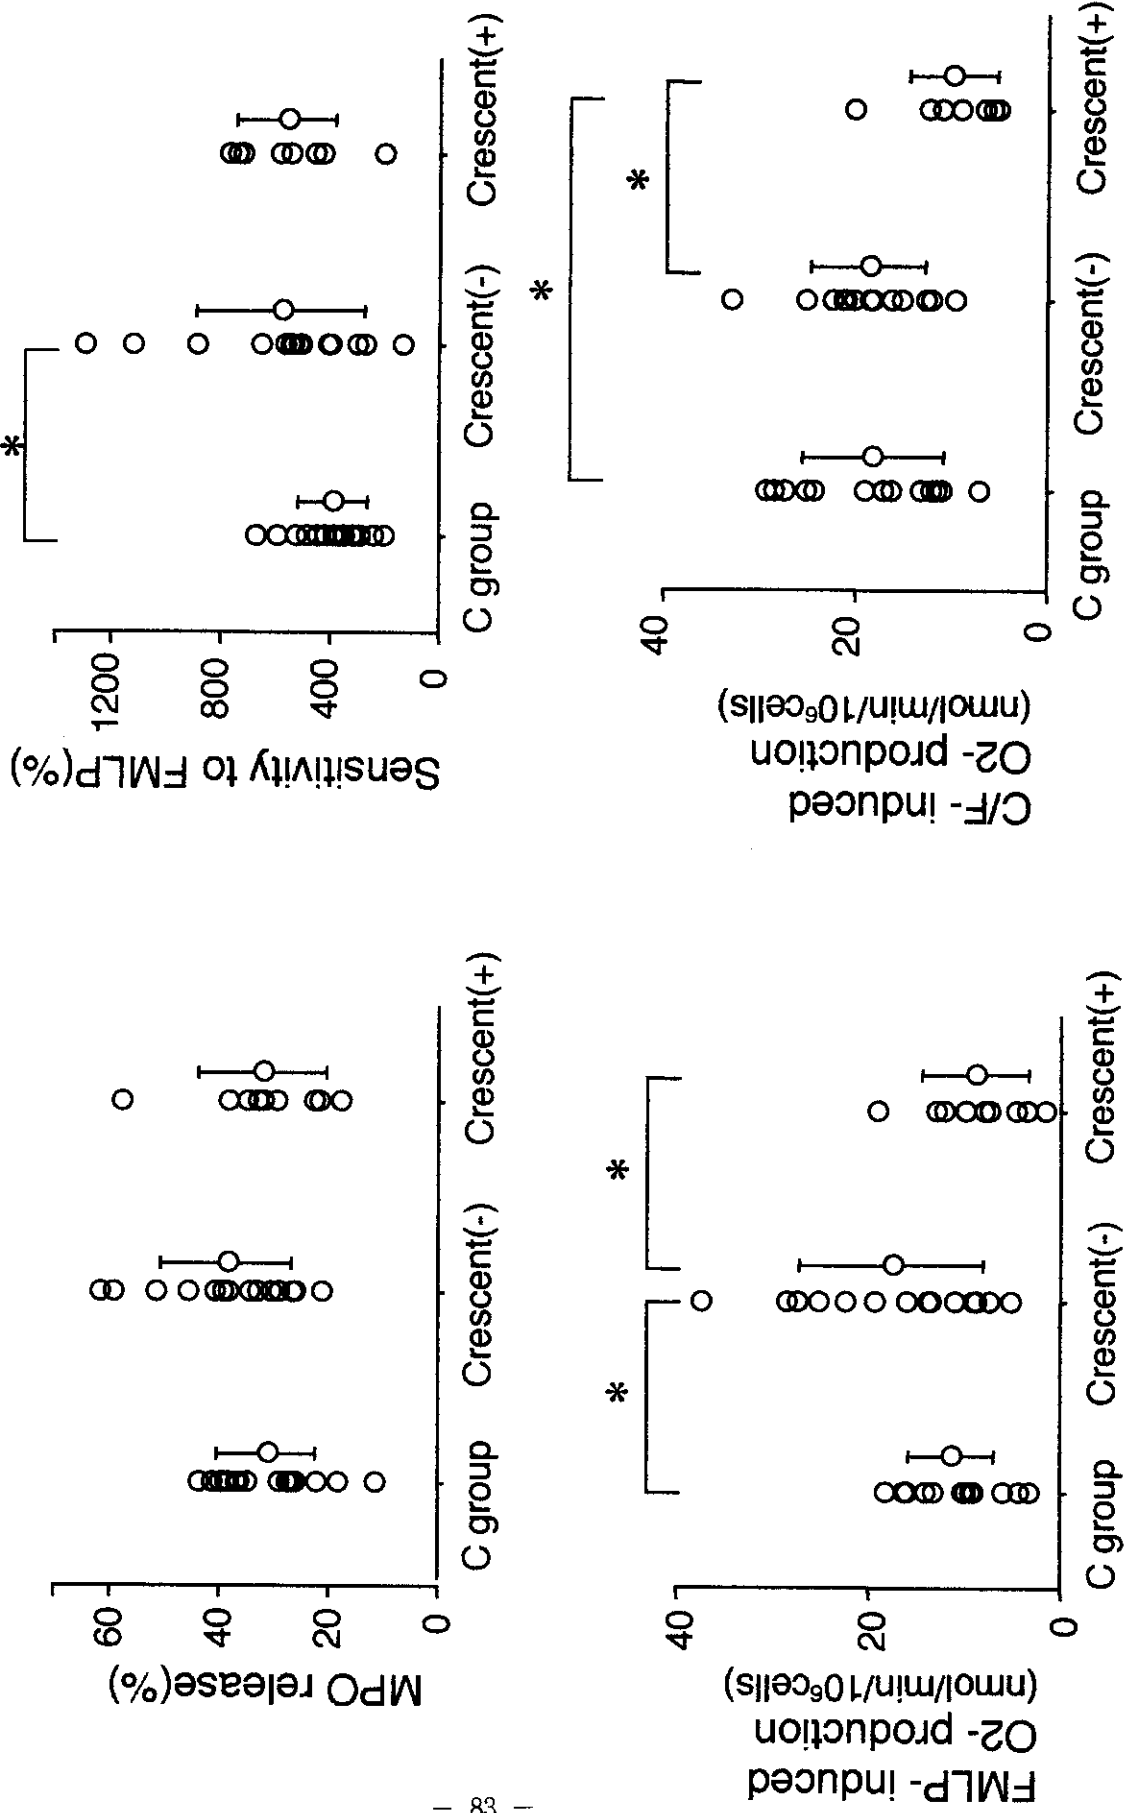 MPO release(%)
60
40
20
0
C group
Crescent(-)
Crescent(+)
Sensitivity to FMLP(%)
*
1200
800
400
0
C group
Crescent(-)
Crescent(+)
FMLP- induced
O2- production
(nmol/min/10⁶cells)
*
*
40
20
0
C group
Crescent(-)
Crescent(+)
C/F- induced
O2- production
(nmol/min/10⁶cells)
*
*
40
20
0
C group
Crescent(-)
Crescent(+)
— 83 —